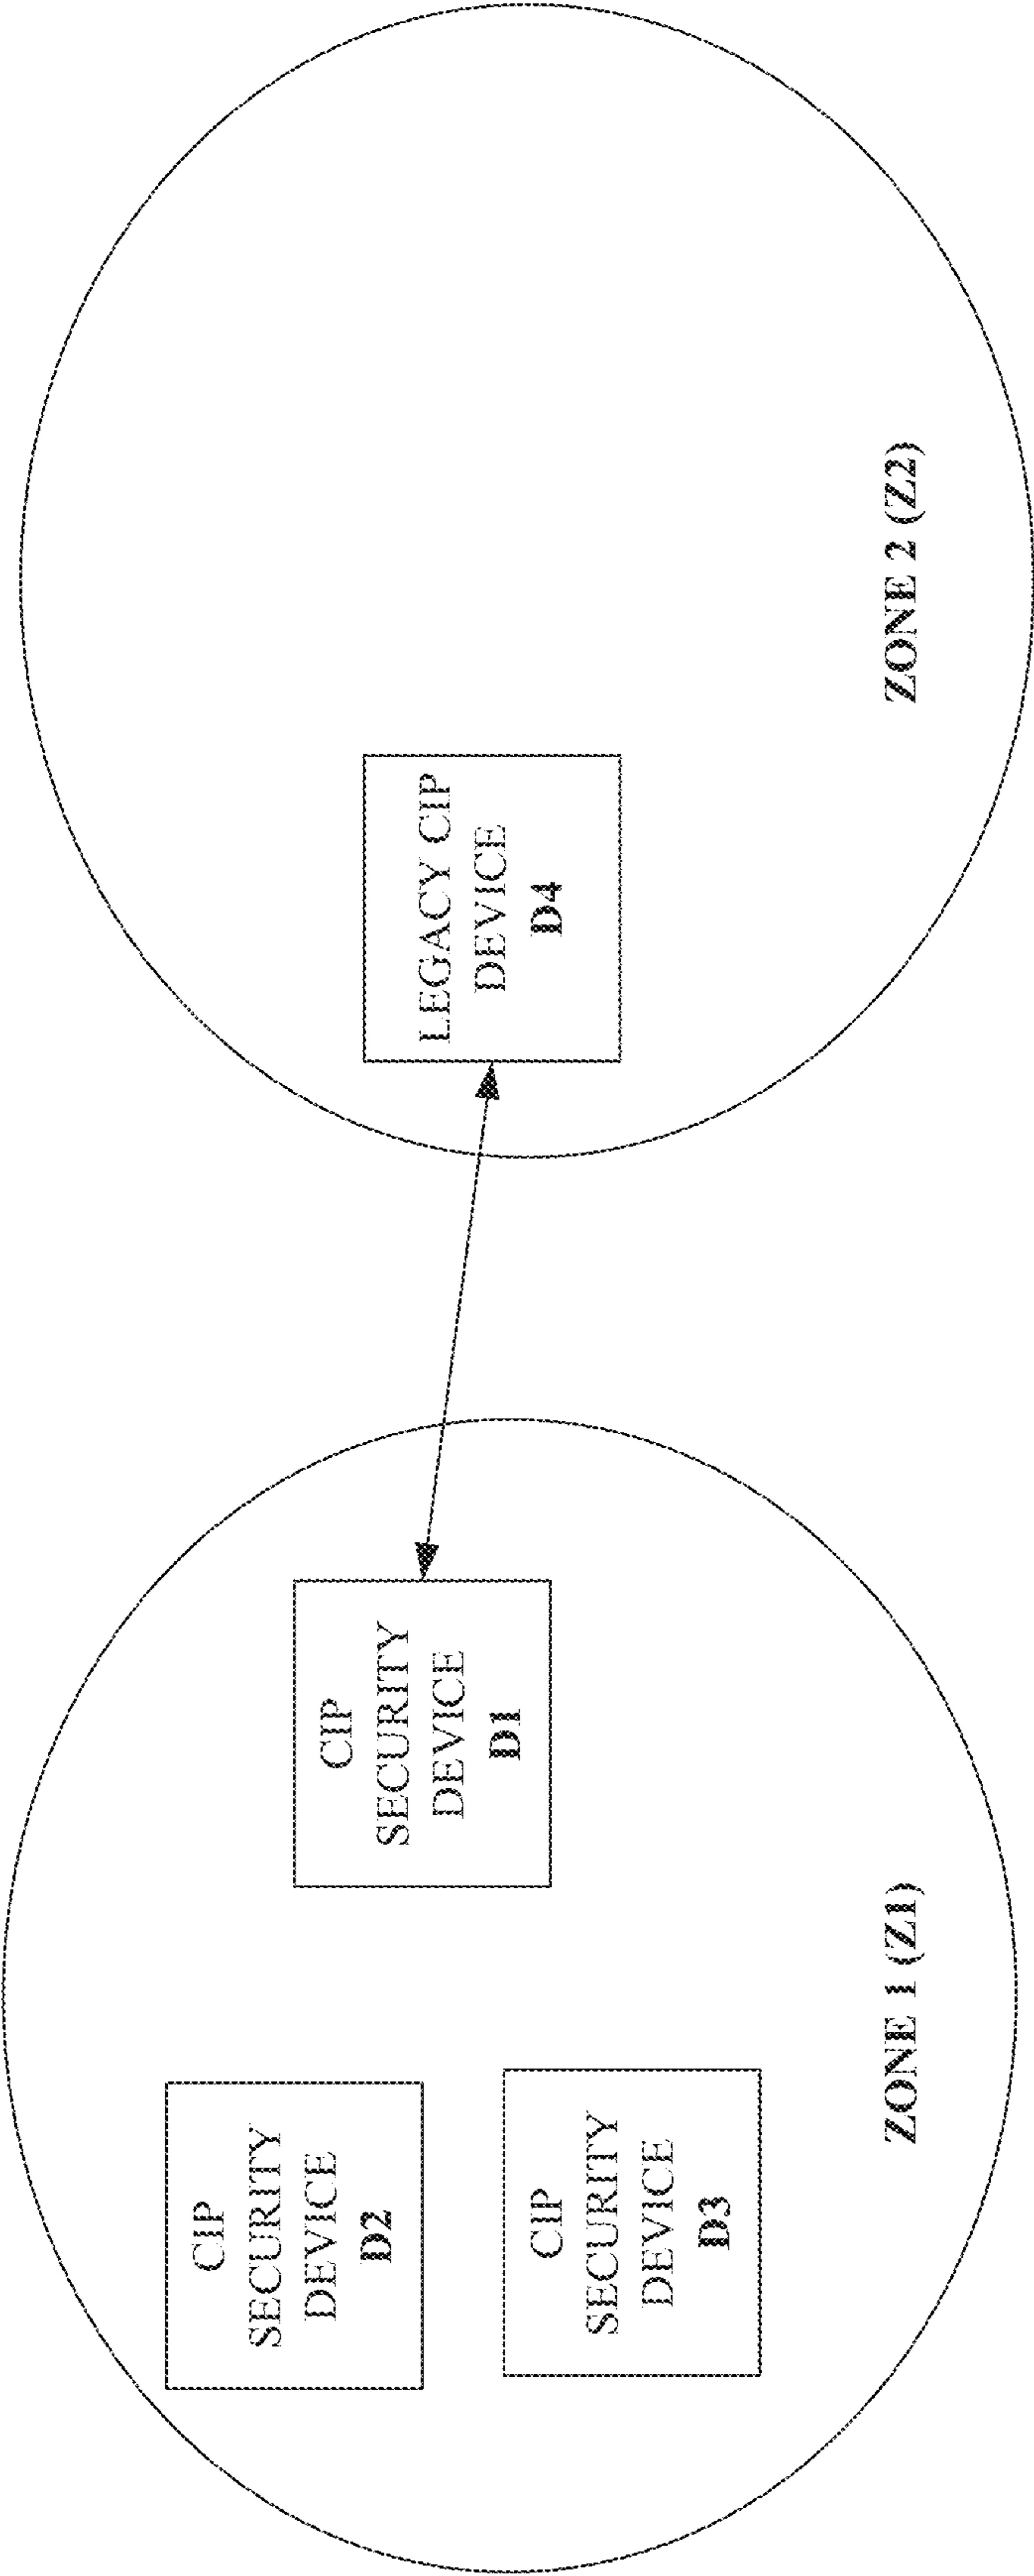 CIP
SECURITY
DEVICE
D2
CIP
SECURITY
DEVICE
D3
CIP
SECURITY
DEVICE
D1
ZONE 1 (Z1)
LEGACY CIP
DEVICE
D4
ZONE 2 (Z2)